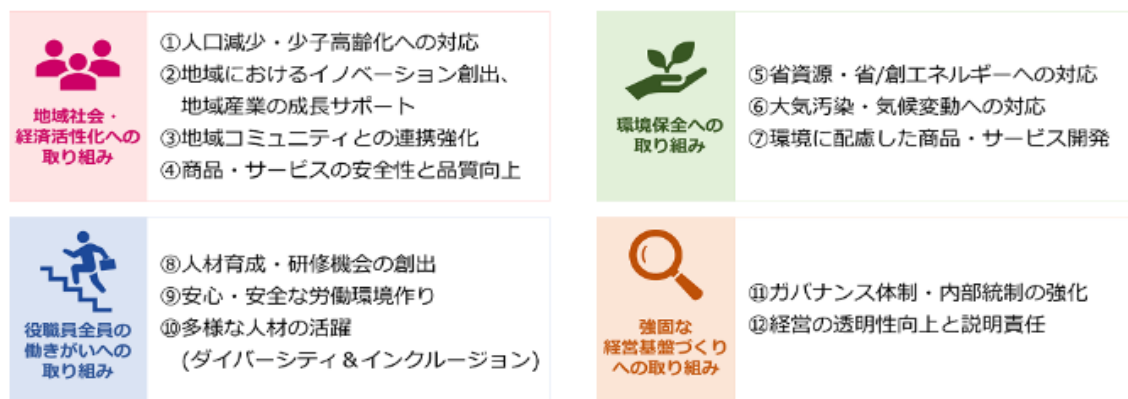 地域社会・
経済活性化への
取り組み
①人口減少・少子高齢化への対応
②地域におけるイノベーション創出、
地域産業の成長サポート
③地域コミュニティとの連携強化
④商品・サービスの安全性と品質向上
環境保全への
取り組み
⑤省資源・省/創エネルギーへの対応
⑥大気汚染・気候変動への対応
⑦環境に配慮した商品・サービス開発
役職員全員の
働きがいへの
取り組み
⑧人材育成・研修機会の創出
⑨安心・安全な労働環境作り
⑩多様な人材の活躍
(ダイバーシティ＆インクルージョン)
強固な
経営基盤づくり
への取り組み
⑪ガバナンス体制・内部統制の強化
⑫経営の透明性向上と説明責任